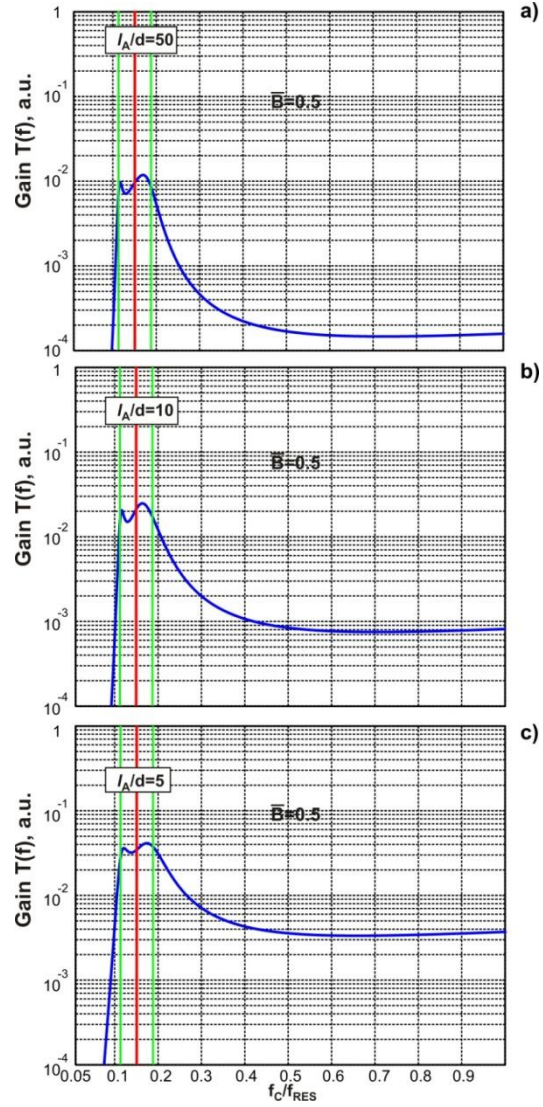 a)
l_A/d=50
B̅=0.5
Gain T(f), a.u.
1
10⁻¹
10⁻²
10⁻³
10⁻⁴
b)
l_A/d=10
B̅=0.5
Gain T(f), a.u.
1
10⁻¹
10⁻²
10⁻³
10⁻⁴
c)
l_A/d=5
B̅=0.5
Gain T(f), a.u.
1
10⁻¹
10⁻²
10⁻³
10⁻⁴
0.05 0.1 0.2 0.3 0.4 0.5 0.6 0.7 0.8 0.9
f_C/f_RES